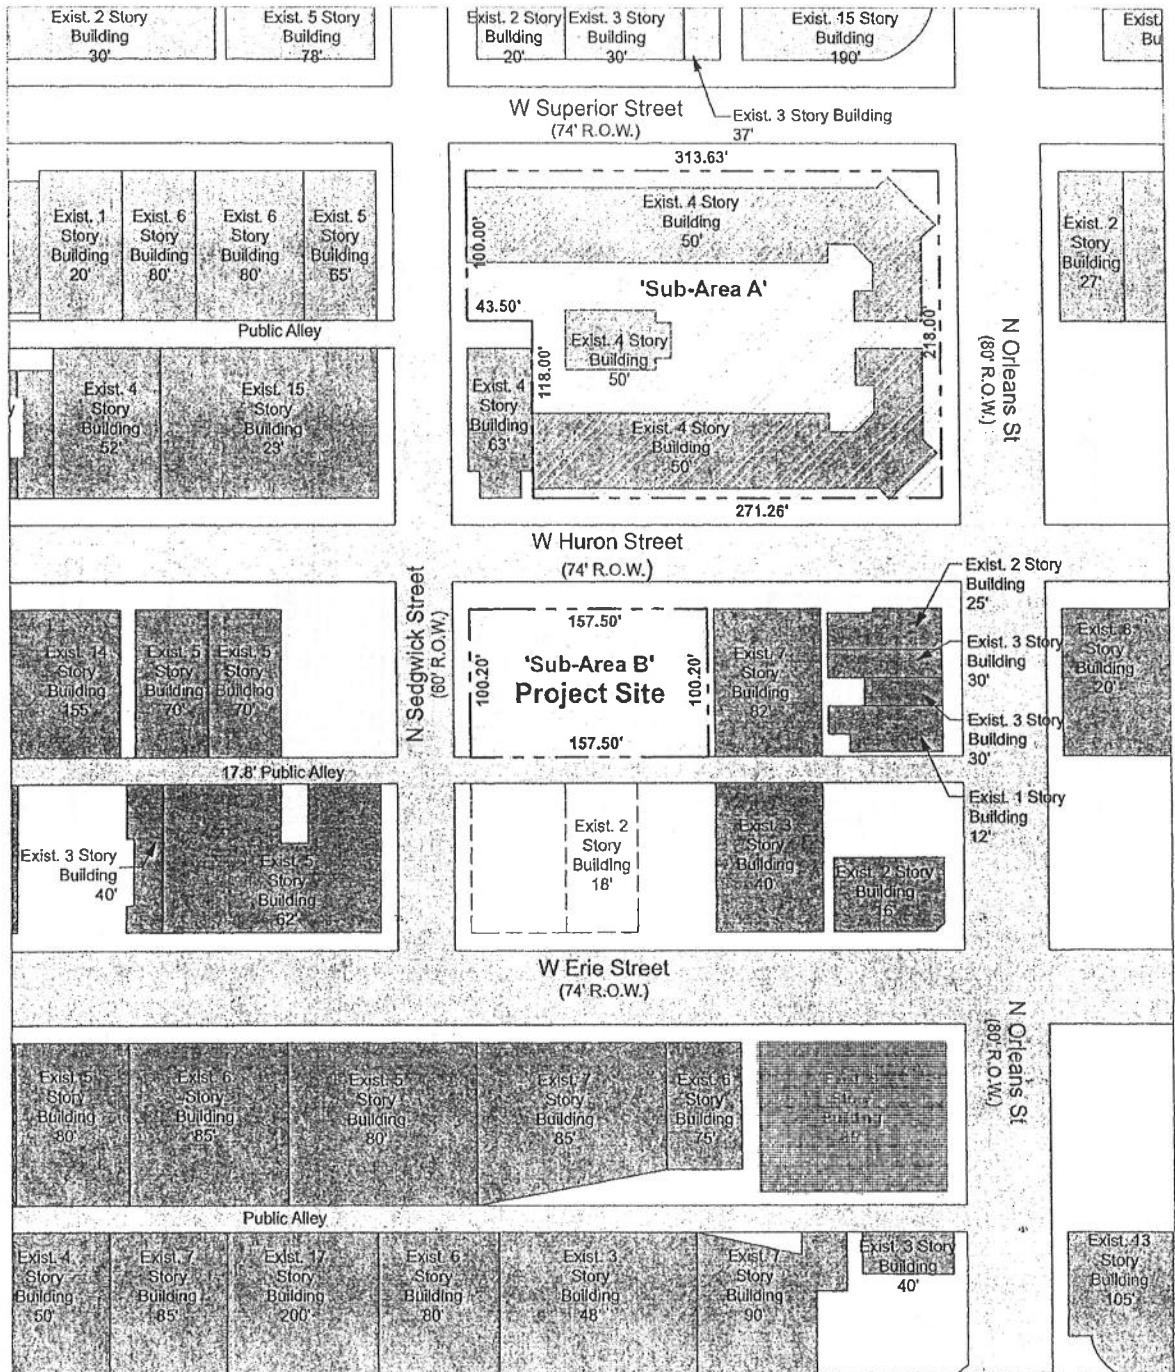 Exist. 2 Story
Building
30'
Exist. 5 Story
Building
78'
Exist. 2 Story
Building
20'
Exist. 3 Story
Building
30'
Exist. 15 Story
Building
190'
Exist.
Bu
W Superior Street
(74' R.O.W.)
Exist. 3 Story Building
37'
313.63'
Exist. 1
Story
Building
20'
Exist. 6
Story
Building
80'
Exist. 6
Story
Building
80'
Exist. 5
Story
Building
65'
100.00'
Exist. 4 Story
Building
50'
'Sub-Area A'
43.50'
Exist. 2
Story
Building
27'
Public Alley
118.00'
Exist. 4 Story
Building
50'
218.00'
N Orleans St
(80' R.O.W.)
Exist. 4
Story
Building
52'
Exist. 15
Story
Building
23'
Exist. 4
Story
Building
63'
Exist. 4 Story
Building
50'
271.26'
W Huron Street
(74' R.O.W.)
N Sedgwick Street
(60' R.O.W.)
Exist. 2 Story
Building
25'
Exist. 14
Story
Building
155'
Exist. 5
Story
Building
70'
Exist. 5
Story
Building
70'
157.50'
100.20'
'Sub-Area B'
Project Site
100.20'
157.50'
Exist. 7
Story
Building
82'
Exist. 3 Story
Building
30'
Exist. 3 Story
Building
30'
Story
Building
20'
17.8' Public Alley
Exist. 1 Story
Building
12'
Exist. 3 Story
Building
40'
Exist. 5
Story
Building
62'
Exist. 2
Story
Building
18'
Exist. 3
Story
Building
40'
Exist. 2 Story
Building
16'
W Erie Street
(74' R.O.W.)
N Orleans St
(80' R.O.W.)
Exist. 5
Story
Building
80'
Exist. 6
Story
Building
85'
Exist. 5
Story
Building
80'
Exist. 7
Story
Building
85'
Exist. 6
Story
Building
75'
Story
Building
Public Alley
Exist. 4
Story
Building
50'
Exist. 7
Story
Building
85'
Exist. 17
Story
Building
200'
Exist. 6
Story
Building
80'
Exist. 3
Story
Building
48'
Exist. 7
Story
Building
90'
Exist. 3 Story
Building
40'
Exist. 13
Story
Building
105'